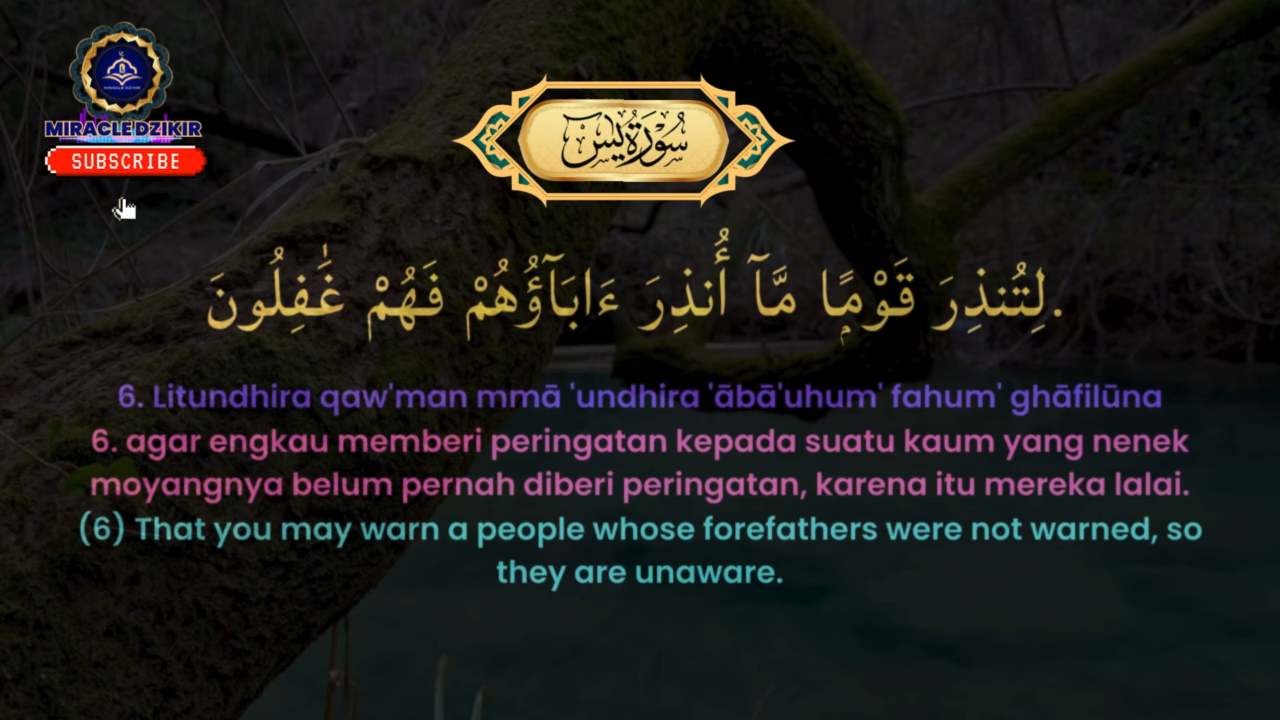 MIRACLE DZIKIR
SUBSCRIBE
سُورَةُ يس
لِتُنذِرَ قَوْمًۭا مَّآ أُنذِرَ ءَابَآؤُهُمْ فَهُمْ غَـٰفِلُونَ.
6. Litundhira qaw'man mmā 'undhira 'ābā'uhum' fahum' ghāfilūna
6. agar engkau memberi peringatan kepada suatu kaum yang nenek
moyangnya belum pernah diberi peringatan, karena itu mereka lalai.
(6) That you may warn a people whose forefathers were not warned, so
they are unaware.